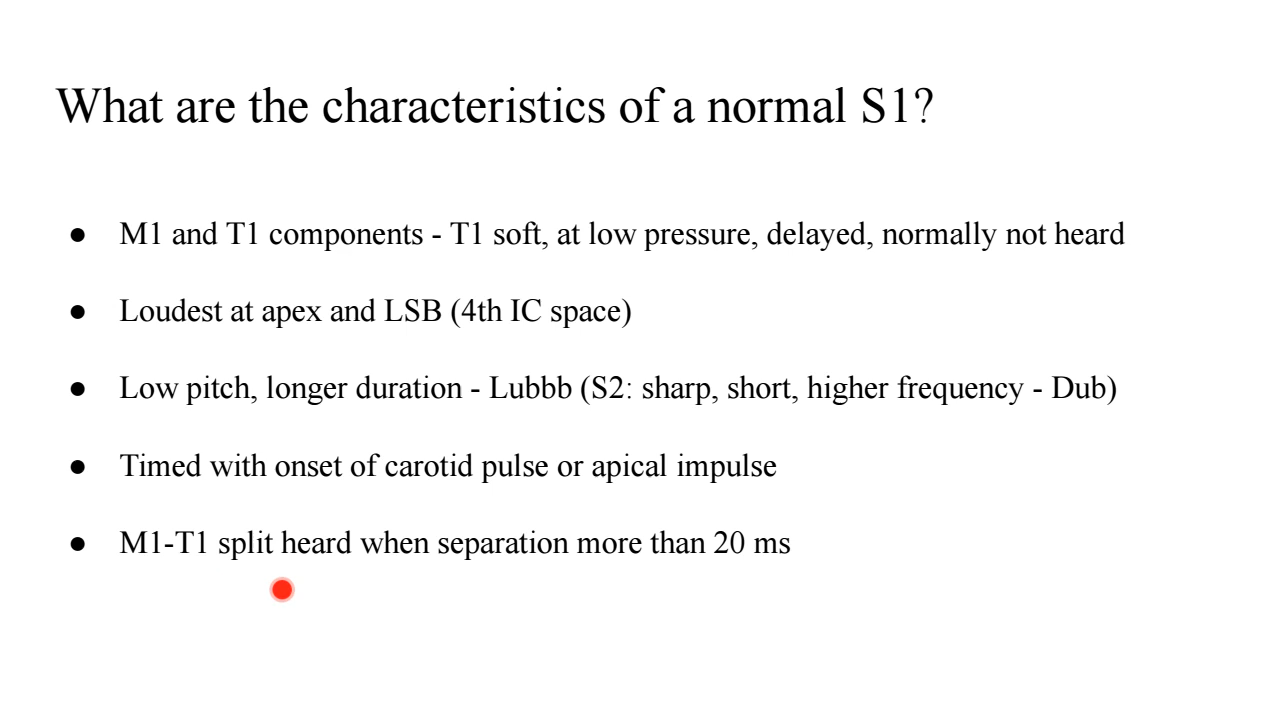 What are the characteristics of a normal S1?
● M1 and T1 components - T1 soft, at low pressure, delayed, normally not heard
● Loudest at apex and LSB (4th IC space)
● Low pitch, longer duration - Lubbb (S2: sharp, short, higher frequency - Dub)
● Timed with onset of carotid pulse or apical impulse
● M1-T1 split heard when separation more than 20 ms